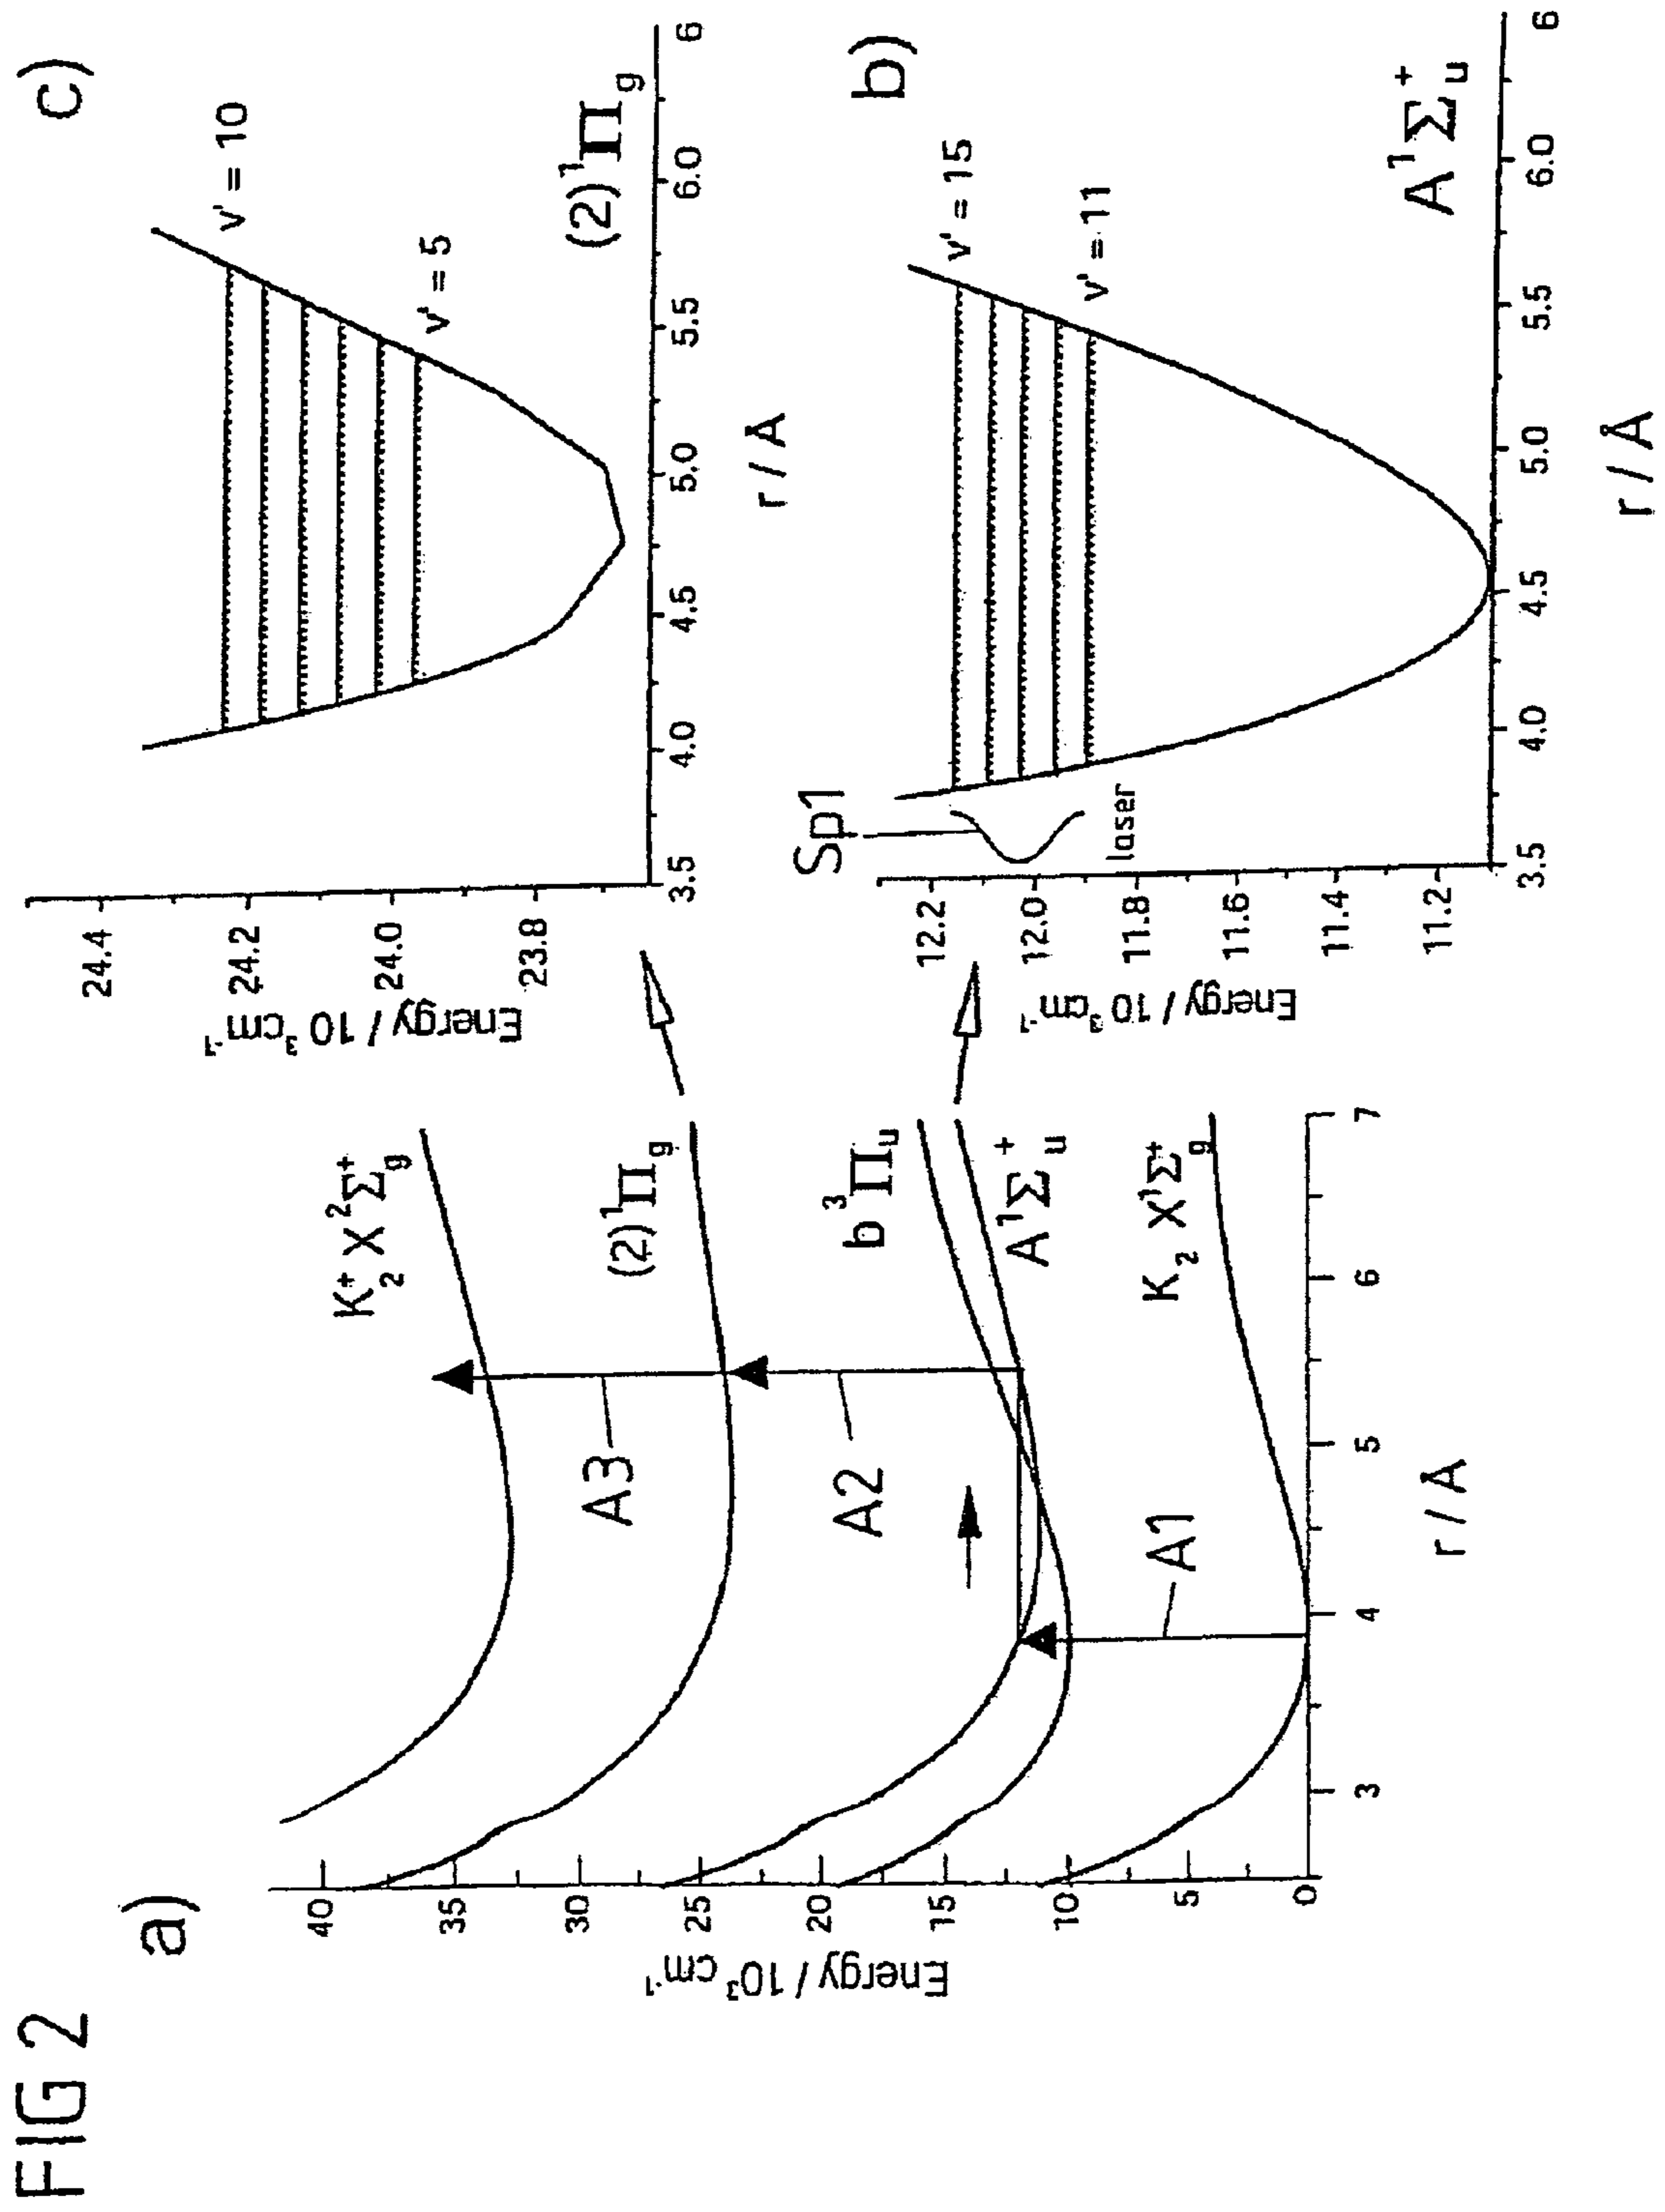 FIG 2
a)
Energy / 10³cm⁻¹
40
35
30
25
20
15
10
5
0
3
4
5
6
7
r / Å
K₂⁺ X²Σg⁺
(2)¹Πg
b³Πu
A¹Σu⁺
K₂ X¹Σg⁺
A3
A2
A1
c)
Energy / 10³cm⁻¹
24.4
24.2
24.0
23.8
3.5
4.0
4.5
5.0
5.5
6.0
6
r / Å
v' = 10
v' = 5
(2)¹Πg
b)
Energy / 10³cm⁻¹
12.2
12.0
11.8
11.6
11.4
11.2
3.5
4.0
4.5
5.0
5.5
6.0
6
r / Å
Sp1
laser
v' = 15
v' = 11
A¹Σu⁺